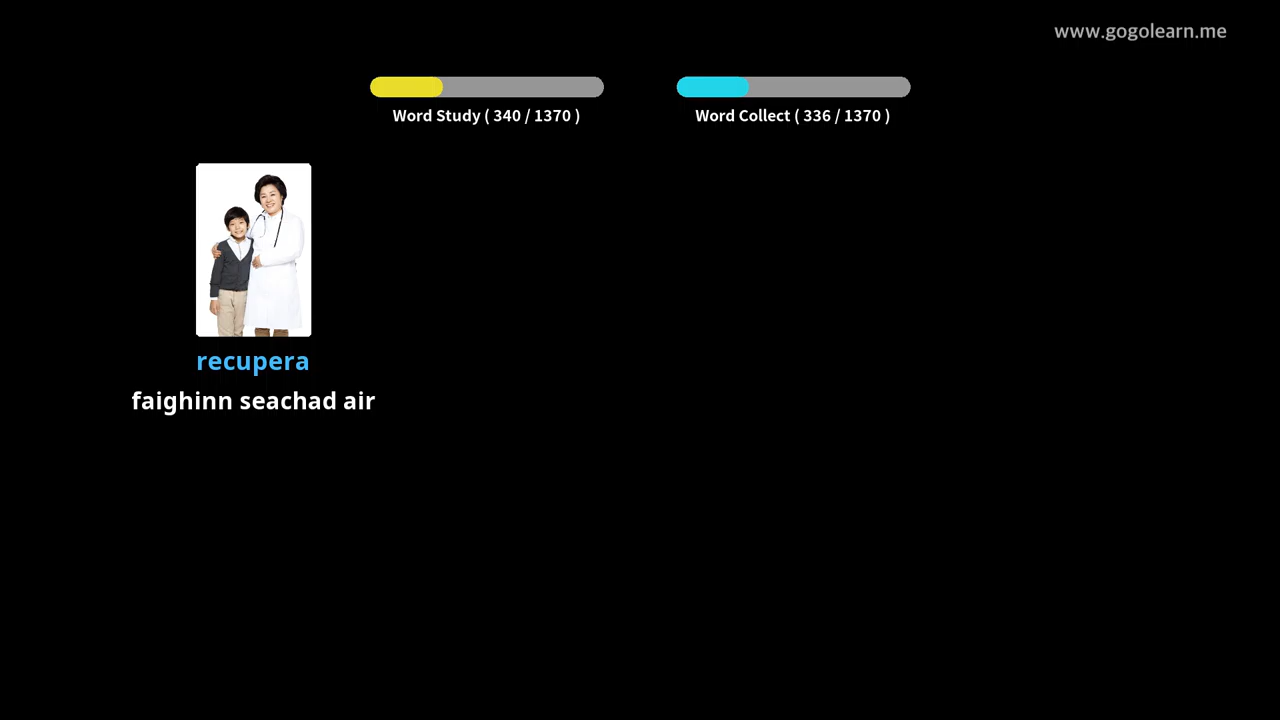 www.gogolearn.me
Word Study ( 340 / 1370 )
Word Collect ( 336 / 1370 )
recupera
faighinn seachad air